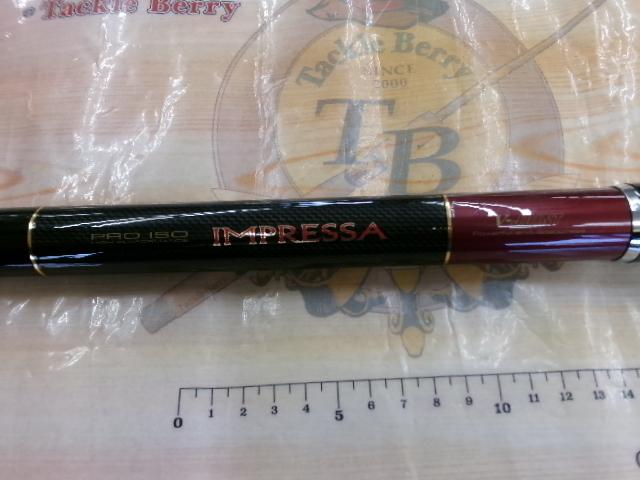 Tackle Berry
Tackle Berry
SINCE
2000
TB
PRO ISO
IMPRESSA
0 1 2 3 4 5 6 7 8 9 10 11 12 13 14